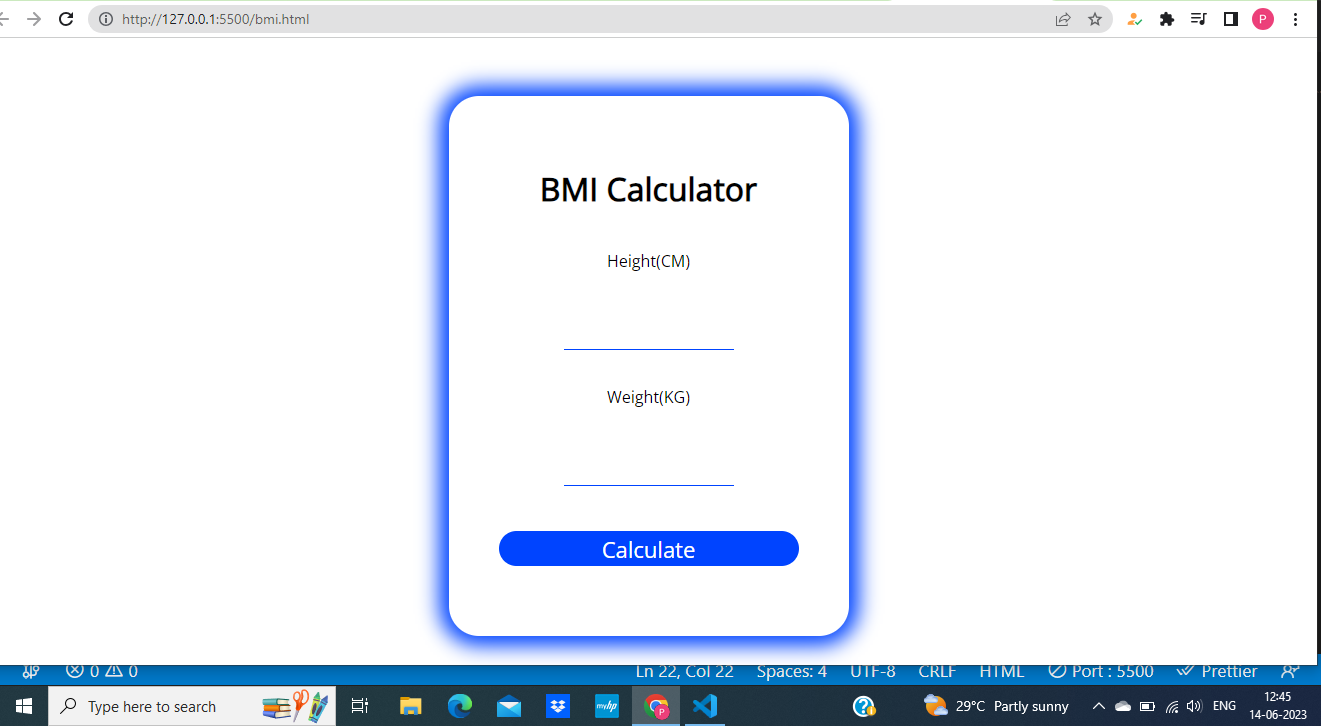 http://127.0.0.1:5500/bmi.html
P
BMI Calculator
Height(CM)
Weight(KG)
Calculate
0 0 Ln 22, Col 22 Spaces: 4 UTF-8 CRLF HTML Port : 5500 Prettier
Type here to search
myhp
P
29°C Partly sunny
ENG
12:45
14-06-2023